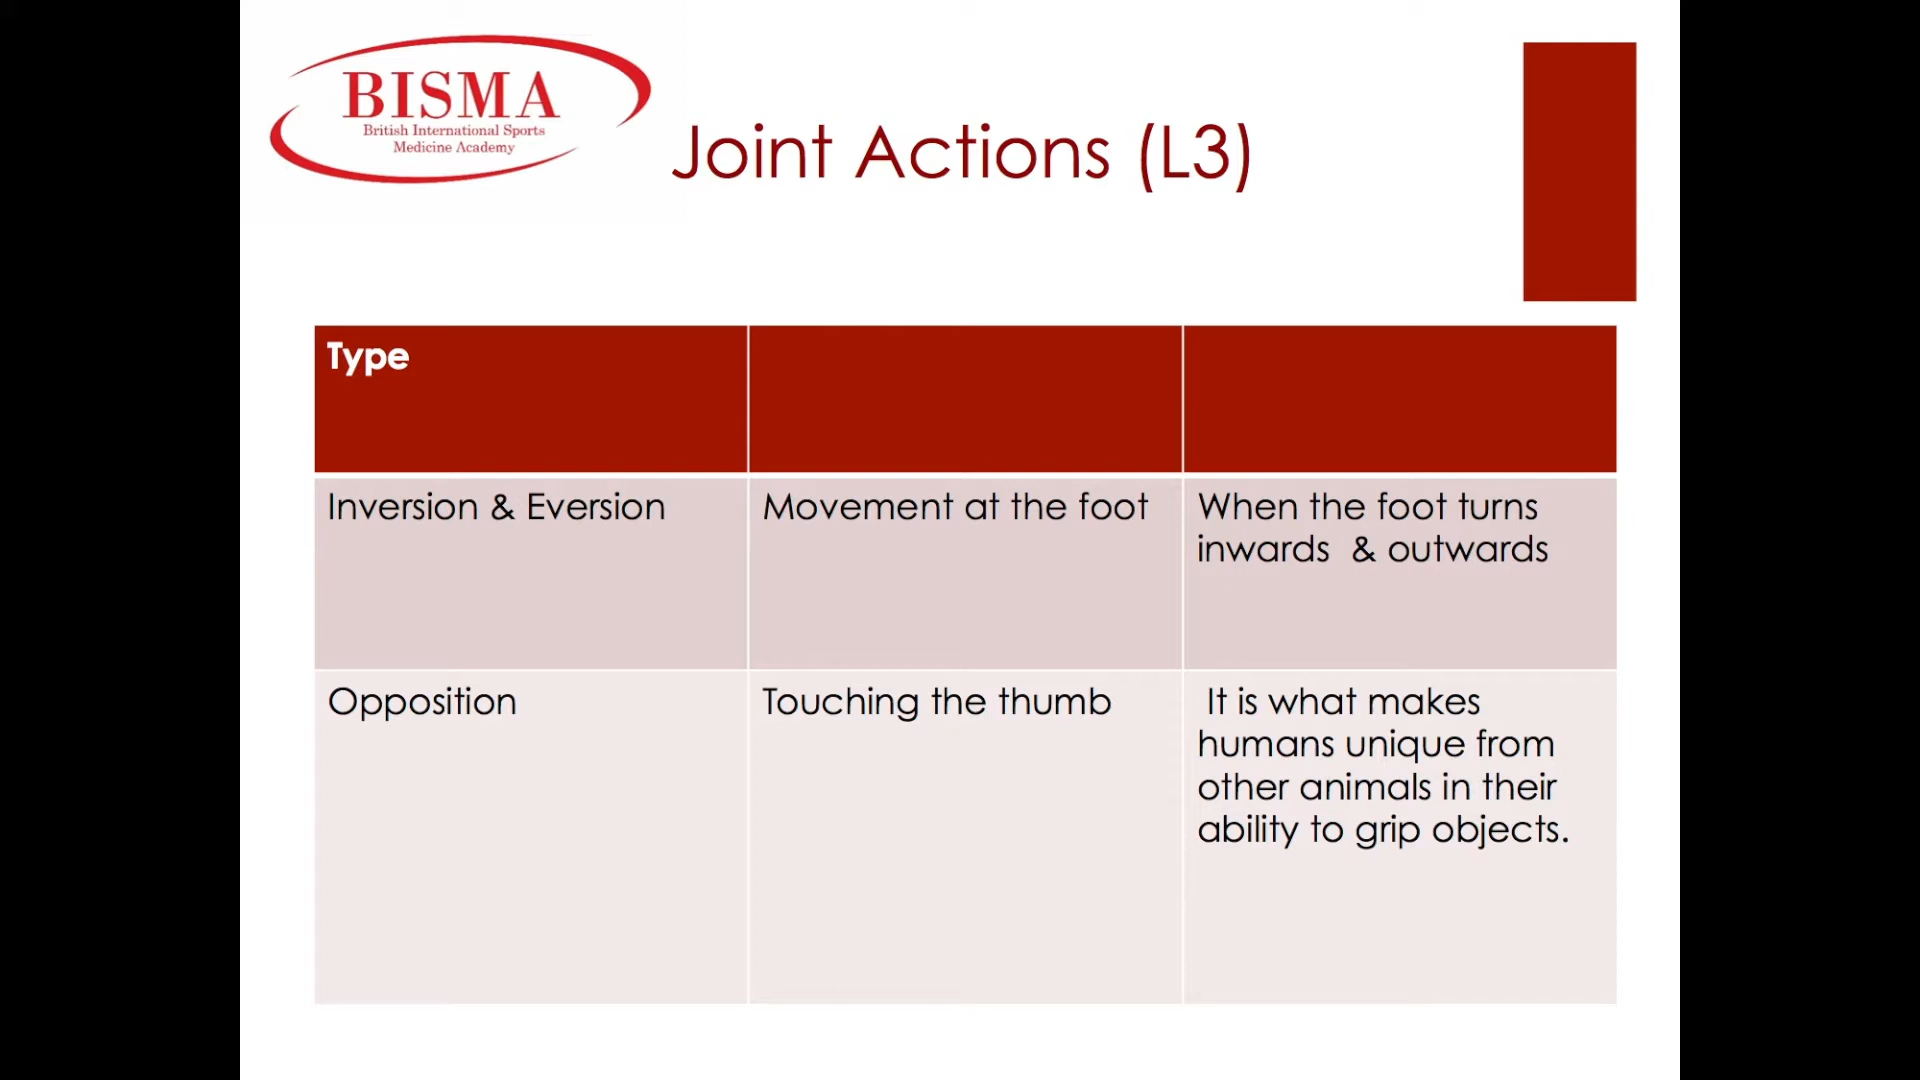 BISMA
British International Sports
Medicine Academy
Joint Actions (L3)
Type
Inversion & Eversion
Movement at the foot
When the foot turns
inwards & outwards
Opposition
Touching the thumb
It is what makes
humans unique from
other animals in their
ability to grip objects.